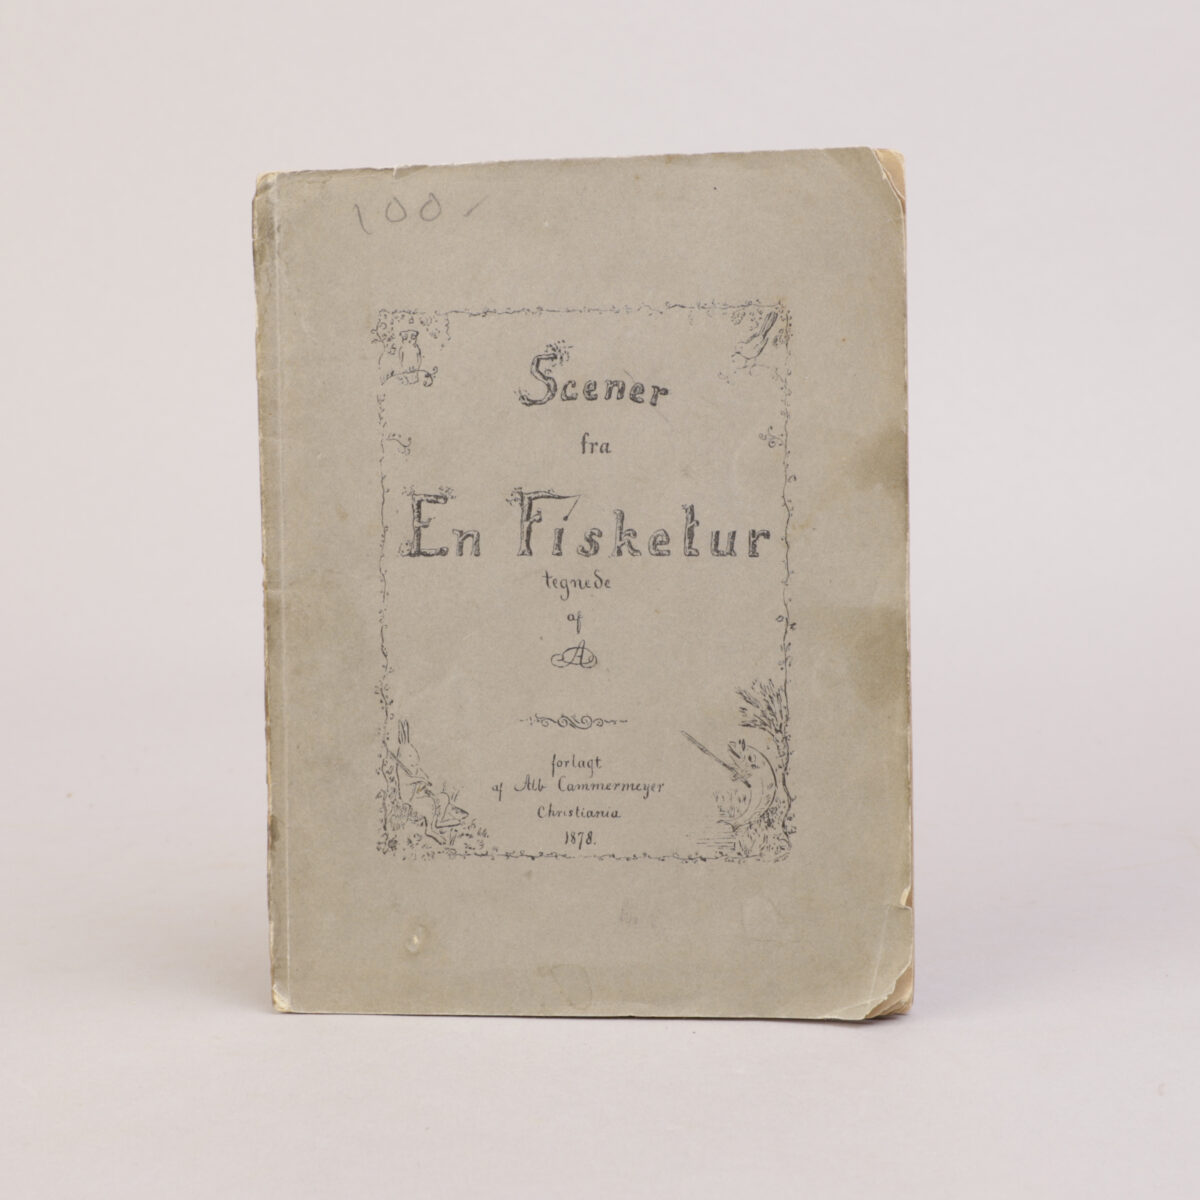 100 -
Scener
fra
En Fisketur
tegnede
af
A
forlagt
af Alb Cammermeyer
Christiania
1878.